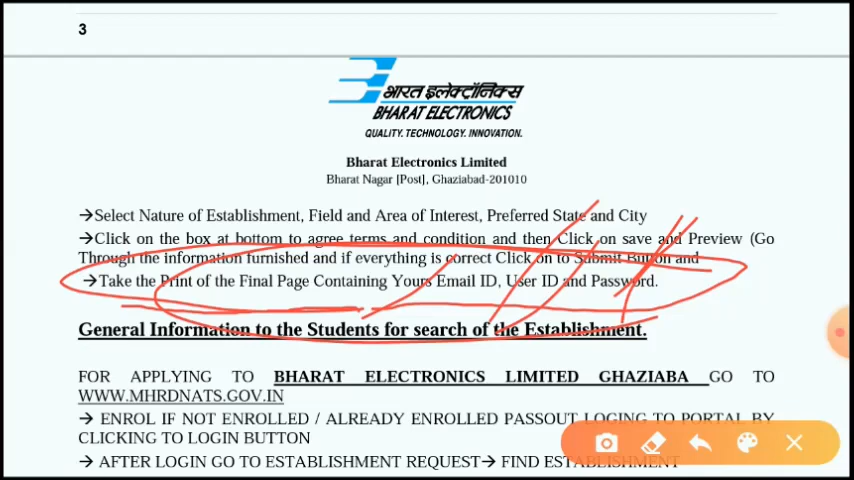 3
भारत इलेक्ट्रॉनिक्स
BHARAT ELECTRONICS
QUALITY. TECHNOLOGY. INNOVATION.
Bharat Electronics Limited
Bharat Nagar [Post], Ghaziabad-201010
→Select Nature of Establishment, Field and Area of Interest, Preferred State and City
→Click on the box at bottom to agree terms and condition and then Click on save and Preview (Go
Through the information furnished and if everything is correct Click on to Submit Button and
→Take the Print of the Final Page Containing Yours Email ID, User ID and Password.
General Information to the Students for search of the Establishment.
FOR APPLYING TO BHARAT ELECTRONICS LIMITED GHAZIABA GO TO
WWW.MHRDNATS.GOV.IN
→ ENROL IF NOT ENROLLED / ALREADY ENROLLED PASSOUT LOGING TO PORTAL BY
CLICKING TO LOGIN BUTTON
→ AFTER LOGIN GO TO ESTABLISHMENT REQUEST→ FIND ESTABLISHMENT